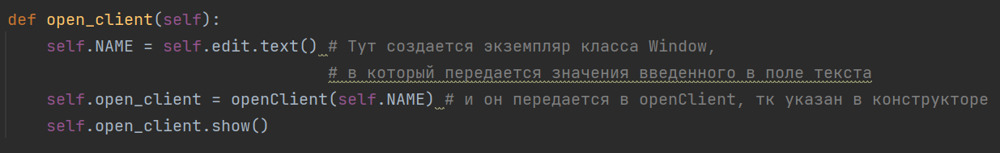 def open_client(self):
self.NAME = self.edit.text() # Тут создается экземпляр класса Window,
# в который передается значения введенного в поле текста
self.open_client = openClient(self.NAME) # и он передается в openClient, тк указан в конструкторе
self.open_client.show()